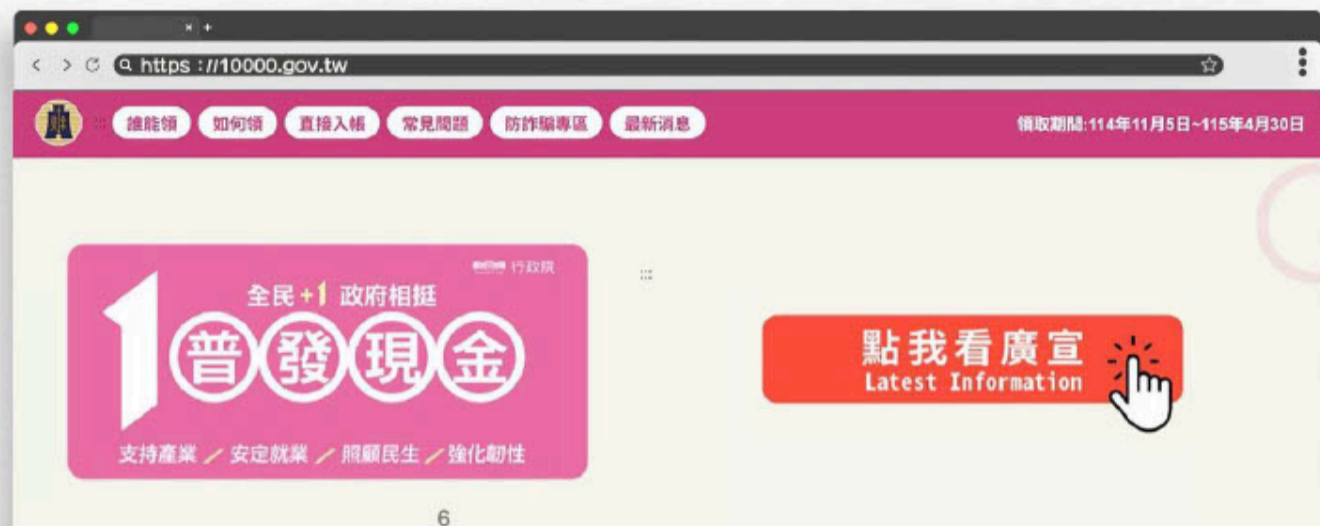 https ://10000.gov.tw
誰能領 如何領 直接入帳 常見問題 防詐騙專區 最新消息 領取期間:114年11月5日~115年4月30日
行政院
全民+1 政府相挺
1普發現金
支持產業／安定就業／照顧民生／強化韌性
點我看廣宣
Latest Information
6